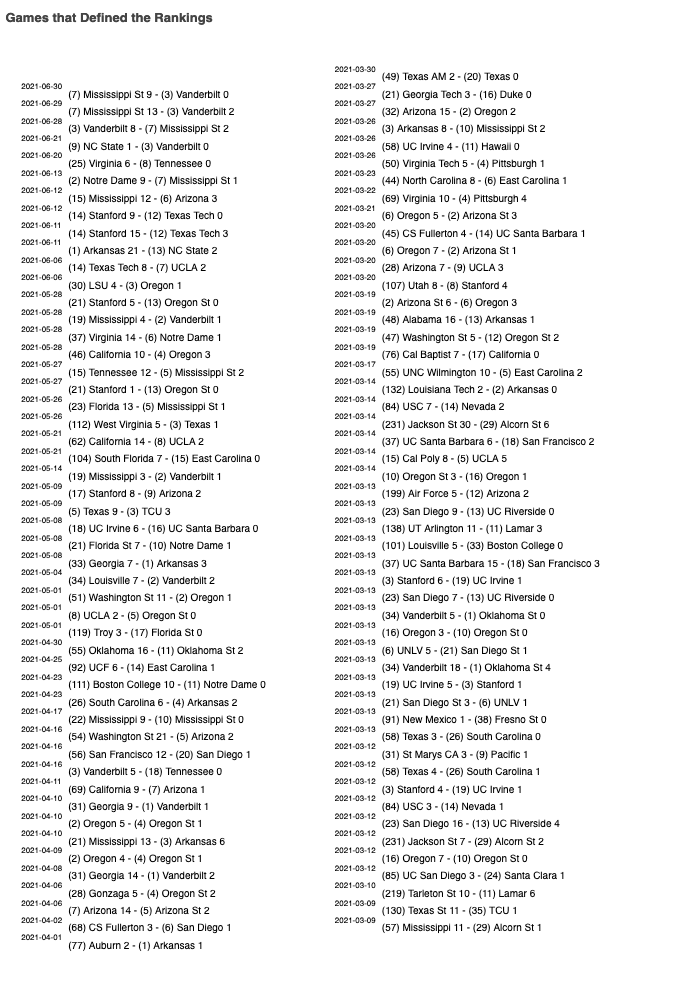 Games that Defined the Rankings
2021-06-30
(7) Mississippi St 9 - (3) Vanderbilt 0
2021-06-29
(7) Mississippi St 13 - (3) Vanderbilt 2
2021-06-28
(3) Vanderbilt 8 - (7) Mississippi St 2
2021-06-21
(9) NC State 1 - (3) Vanderbilt 0
2021-06-20
(25) Virginia 6 - (8) Tennessee 0
2021-06-13
(2) Notre Dame 9 - (7) Mississippi St 1
2021-06-12
(15) Mississippi 12 - (6) Arizona 3
2021-06-12
(14) Stanford 9 - (12) Texas Tech 0
2021-06-11
(14) Stanford 15 - (12) Texas Tech 3
2021-06-11
(1) Arkansas 21 - (13) NC State 2
2021-06-06
(14) Texas Tech 8 - (7) UCLA 2
2021-06-06
(30) LSU 4 - (3) Oregon 1
2021-05-28
(21) Stanford 5 - (13) Oregon St 0
2021-05-28
(19) Mississippi 4 - (2) Vanderbilt 1
2021-05-28
(37) Virginia 14 - (6) Notre Dame 1
2021-05-28
(46) California 10 - (4) Oregon 3
2021-05-27
(15) Tennessee 12 - (5) Mississippi St 2
2021-05-27
(21) Stanford 1 - (13) Oregon St 0
2021-05-26
(23) Florida 13 - (5) Mississippi St 1
2021-05-26
(112) West Virginia 5 - (3) Texas 1
2021-05-21
(62) California 14 - (8) UCLA 2
2021-05-21
(104) South Florida 7 - (15) East Carolina 0
2021-05-14
(19) Mississippi 3 - (2) Vanderbilt 1
2021-05-09
(17) Stanford 8 - (9) Arizona 2
2021-05-09
(5) Texas 9 - (3) TCU 3
2021-05-08
(18) UC Irvine 6 - (16) UC Santa Barbara 0
2021-05-08
(21) Florida St 7 - (10) Notre Dame 1
2021-05-08
(33) Georgia 7 - (1) Arkansas 3
2021-05-04
(34) Louisville 7 - (2) Vanderbilt 2
2021-05-01
(51) Washington St 11 - (2) Oregon 1
2021-05-01
(8) UCLA 2 - (5) Oregon St 0
2021-05-01
(119) Troy 3 - (17) Florida St 0
2021-04-30
(55) Oklahoma 16 - (11) Oklahoma St 2
2021-04-25
(92) UCF 6 - (14) East Carolina 1
2021-04-23
(111) Boston College 10 - (11) Notre Dame 0
2021-04-23
(26) South Carolina 6 - (4) Arkansas 2
2021-04-17
(22) Mississippi 9 - (10) Mississippi St 0
2021-04-16
(54) Washington St 21 - (5) Arizona 2
2021-04-16
(56) San Francisco 12 - (20) San Diego 1
2021-04-16
(3) Vanderbilt 5 - (18) Tennessee 0
2021-04-11
(69) California 9 - (7) Arizona 1
2021-04-10
(31) Georgia 9 - (1) Vanderbilt 1
2021-04-10
(2) Oregon 5 - (4) Oregon St 1
2021-04-10
(21) Mississippi 13 - (3) Arkansas 6
2021-04-09
(2) Oregon 4 - (4) Oregon St 1
2021-04-08
(31) Georgia 14 - (1) Vanderbilt 2
2021-04-06
(28) Gonzaga 5 - (4) Oregon St 2
2021-04-06
(7) Arizona 14 - (5) Arizona St 2
2021-04-02
(68) CS Fullerton 3 - (6) San Diego 1
2021-04-01
(77) Auburn 2 - (1) Arkansas 1
2021-03-30
(49) Texas AM 2 - (20) Texas 0
2021-03-27
(21) Georgia Tech 3 - (16) Duke 0
2021-03-27
(32) Arizona 15 - (2) Oregon 2
2021-03-26
(3) Arkansas 8 - (10) Mississippi St 2
2021-03-26
(58) UC Irvine 4 - (11) Hawaii 0
2021-03-26
(50) Virginia Tech 5 - (4) Pittsburgh 1
2021-03-23
(44) North Carolina 8 - (6) East Carolina 1
2021-03-22
(69) Virginia 10 - (4) Pittsburgh 4
2021-03-21
(6) Oregon 5 - (2) Arizona St 3
2021-03-20
(45) CS Fullerton 4 - (14) UC Santa Barbara 1
2021-03-20
(6) Oregon 7 - (2) Arizona St 1
2021-03-20
(28) Arizona 7 - (9) UCLA 3
2021-03-20
(107) Utah 8 - (8) Stanford 4
2021-03-19
(2) Arizona St 6 - (6) Oregon 3
2021-03-19
(48) Alabama 16 - (13) Arkansas 1
2021-03-19
(47) Washington St 5 - (12) Oregon St 2
2021-03-19
(76) Cal Baptist 7 - (17) California 0
2021-03-17
(55) UNC Wilmington 10 - (5) East Carolina 2
2021-03-14
(132) Louisiana Tech 2 - (2) Arkansas 0
2021-03-14
(84) USC 7 - (14) Nevada 2
2021-03-14
(231) Jackson St 30 - (29) Alcorn St 6
2021-03-14
(37) UC Santa Barbara 6 - (18) San Francisco 2
2021-03-14
(15) Cal Poly 8 - (5) UCLA 5
2021-03-14
(10) Oregon St 3 - (16) Oregon 1
2021-03-13
(199) Air Force 5 - (12) Arizona 2
2021-03-13
(23) San Diego 9 - (13) UC Riverside 0
2021-03-13
(138) UT Arlington 11 - (11) Lamar 3
2021-03-13
(101) Louisville 5 - (33) Boston College 0
2021-03-13
(37) UC Santa Barbara 15 - (18) San Francisco 3
2021-03-13
(3) Stanford 6 - (19) UC Irvine 1
2021-03-13
(23) San Diego 7 - (13) UC Riverside 0
2021-03-13
(34) Vanderbilt 5 - (1) Oklahoma St 0
2021-03-13
(16) Oregon 3 - (10) Oregon St 0
2021-03-13
(6) UNLV 5 - (21) San Diego St 1
2021-03-13
(34) Vanderbilt 18 - (1) Oklahoma St 4
2021-03-13
(19) UC Irvine 5 - (3) Stanford 1
2021-03-13
(21) San Diego St 3 - (6) UNLV 1
2021-03-13
(91) New Mexico 1 - (38) Fresno St 0
2021-03-13
(58) Texas 3 - (26) South Carolina 0
2021-03-12
(31) St Marys CA 3 - (9) Pacific 1
2021-03-12
(58) Texas 4 - (26) South Carolina 1
2021-03-12
(3) Stanford 4 - (19) UC Irvine 1
2021-03-12
(84) USC 3 - (14) Nevada 1
2021-03-12
(23) San Diego 16 - (13) UC Riverside 4
2021-03-12
(231) Jackson St 7 - (29) Alcorn St 2
2021-03-12
(16) Oregon 7 - (10) Oregon St 0
2021-03-12
(85) UC San Diego 3 - (24) Santa Clara 1
2021-03-10
(219) Tarleton St 10 - (11) Lamar 6
2021-03-09
(130) Texas St 11 - (35) TCU 1
2021-03-09
(57) Mississippi 11 - (29) Alcorn St 1